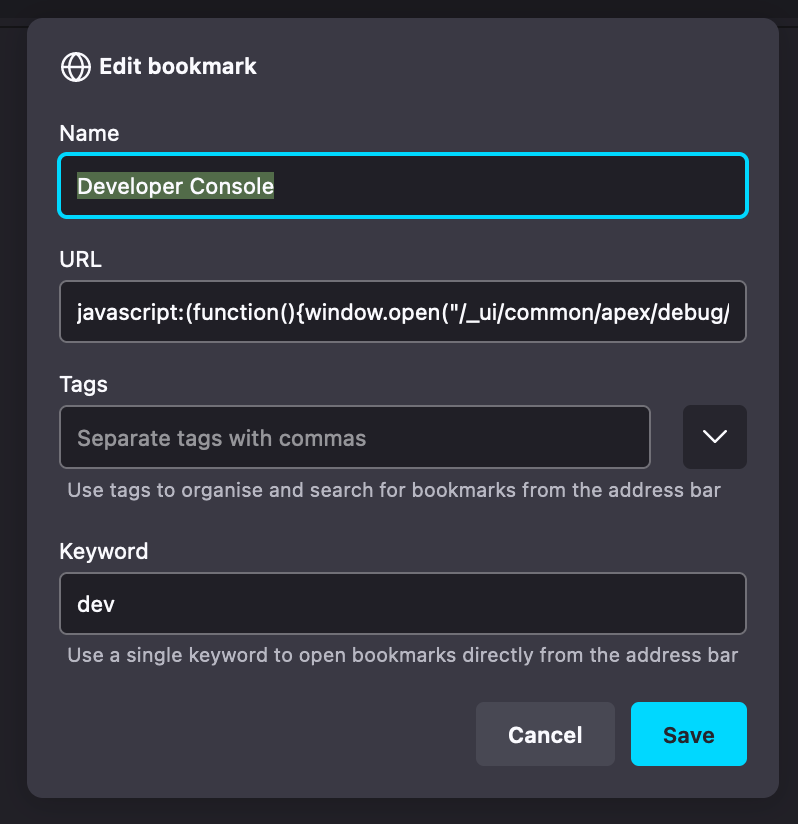 Edit bookmark
Name
Developer Console
URL
javascript:(function(){window.open("/_ui/common/apex/debug/
Tags
Separate tags with commas
Use tags to organise and search for bookmarks from the address bar
Keyword
dev
Use a single keyword to open bookmarks directly from the address bar
Cancel
Save